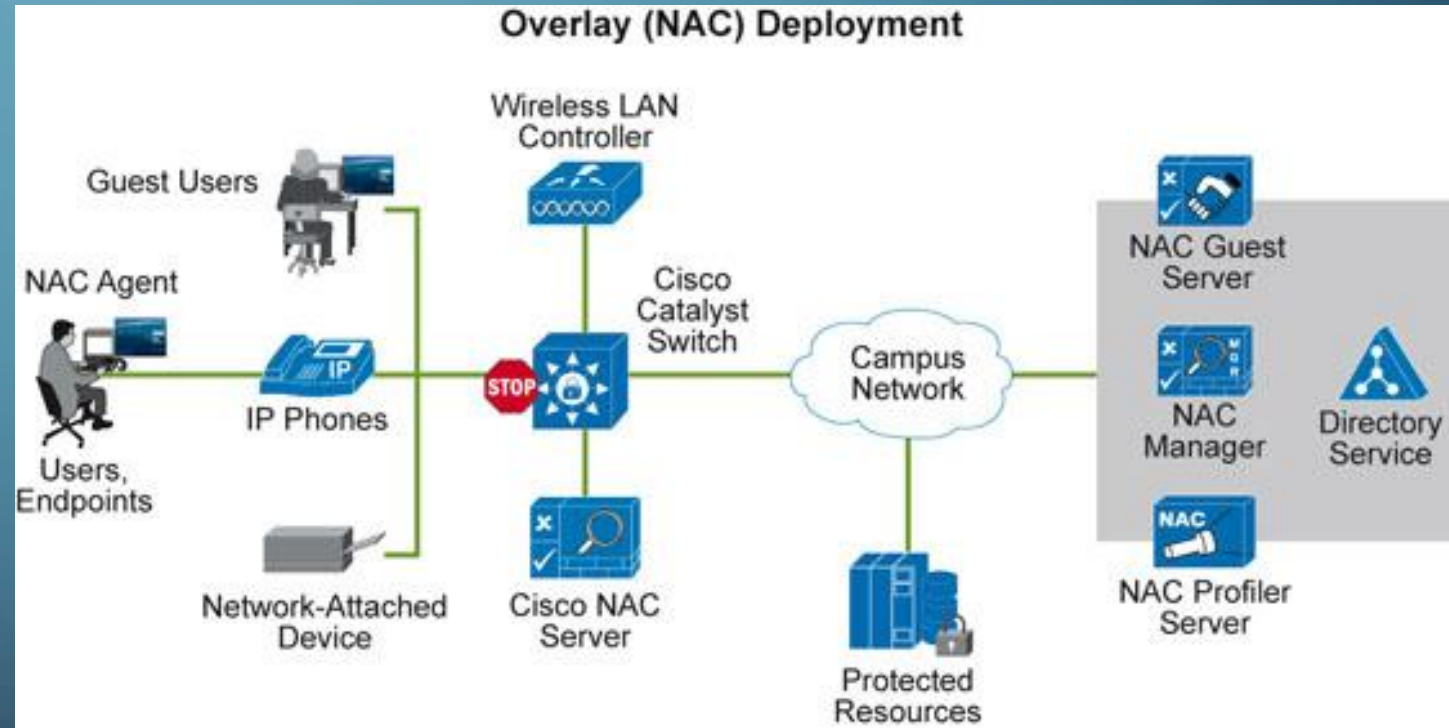 Overlay (NAC) Deployment
Wireless LAN
Controller
Guest Users
NAC Agent
Users,
Endpoints
IP
IP Phones
Network-Attached
Device
STOP
Cisco
Catalyst
Switch
Cisco NAC
Server
Campus
Network
Protected
Resources
NAC Guest
Server
MGR
NAC
Manager
Directory
Service
NAC
NAC Profiler
Server